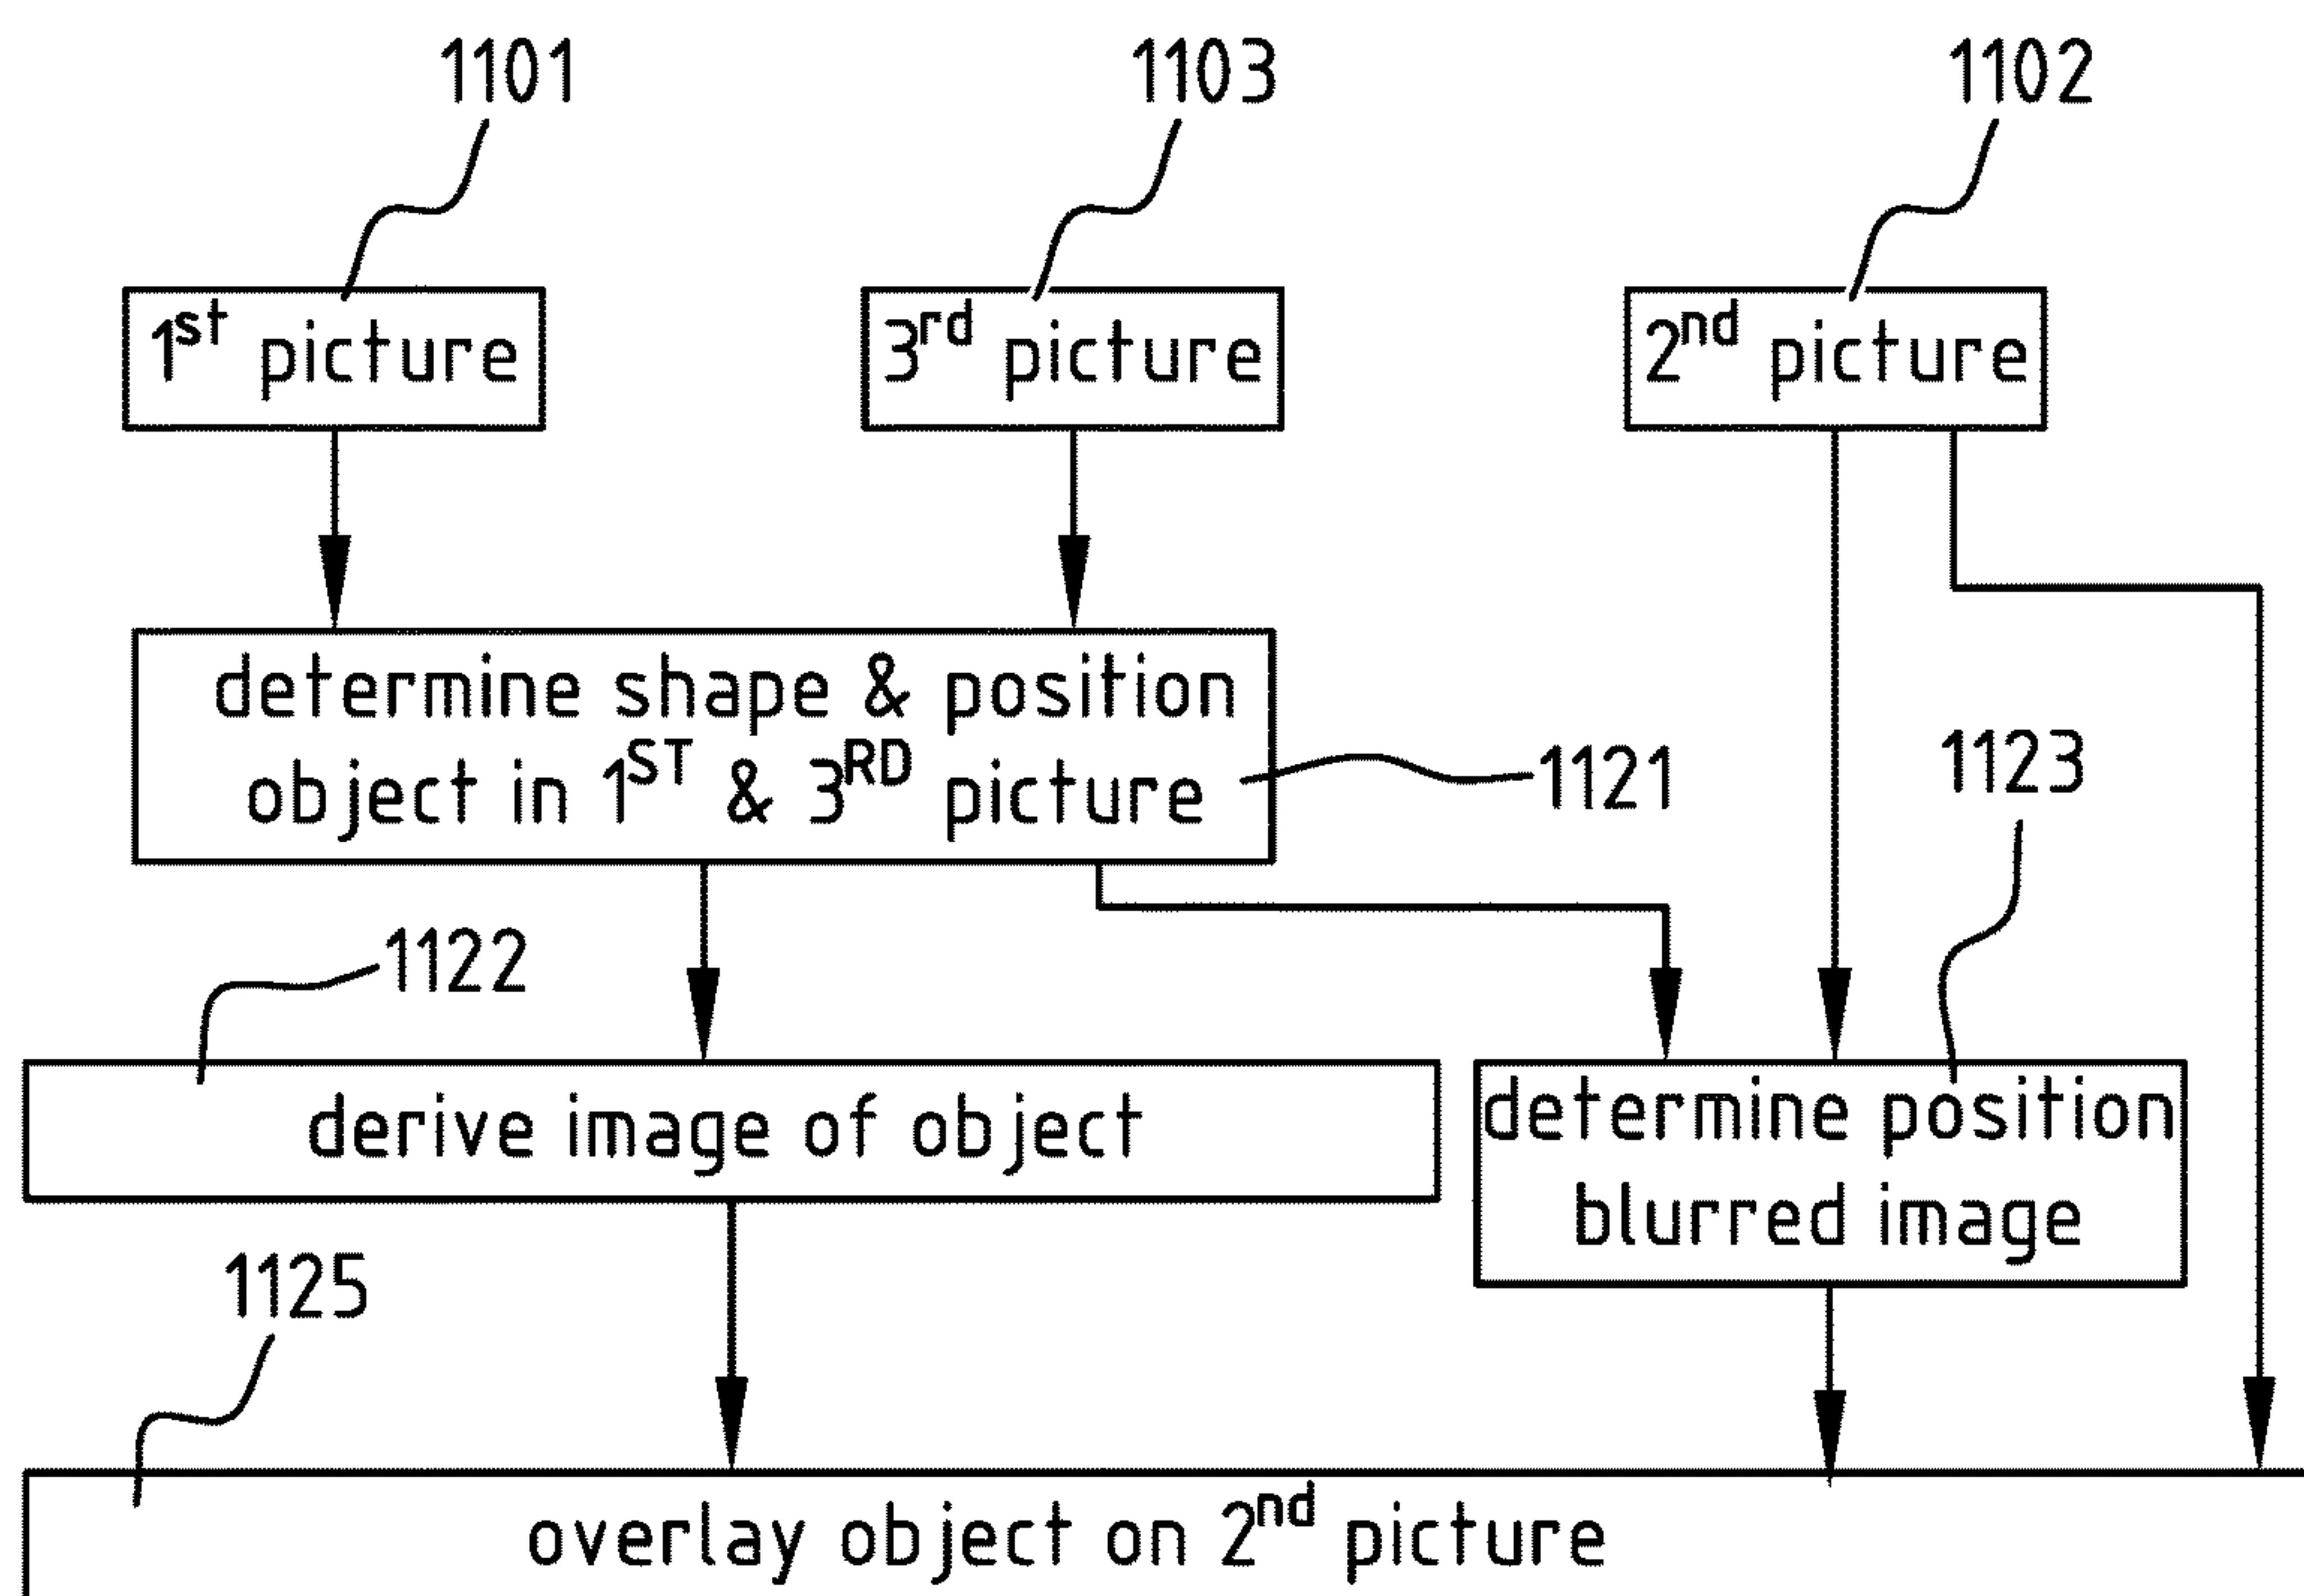 1101
1103
1102
1st picture
3rd picture
2nd picture
determine shape & position
object in 1ST & 3RD picture
1121
1123
1122
derive image of object
determine position
blurred image
1125
overlay object on 2nd picture